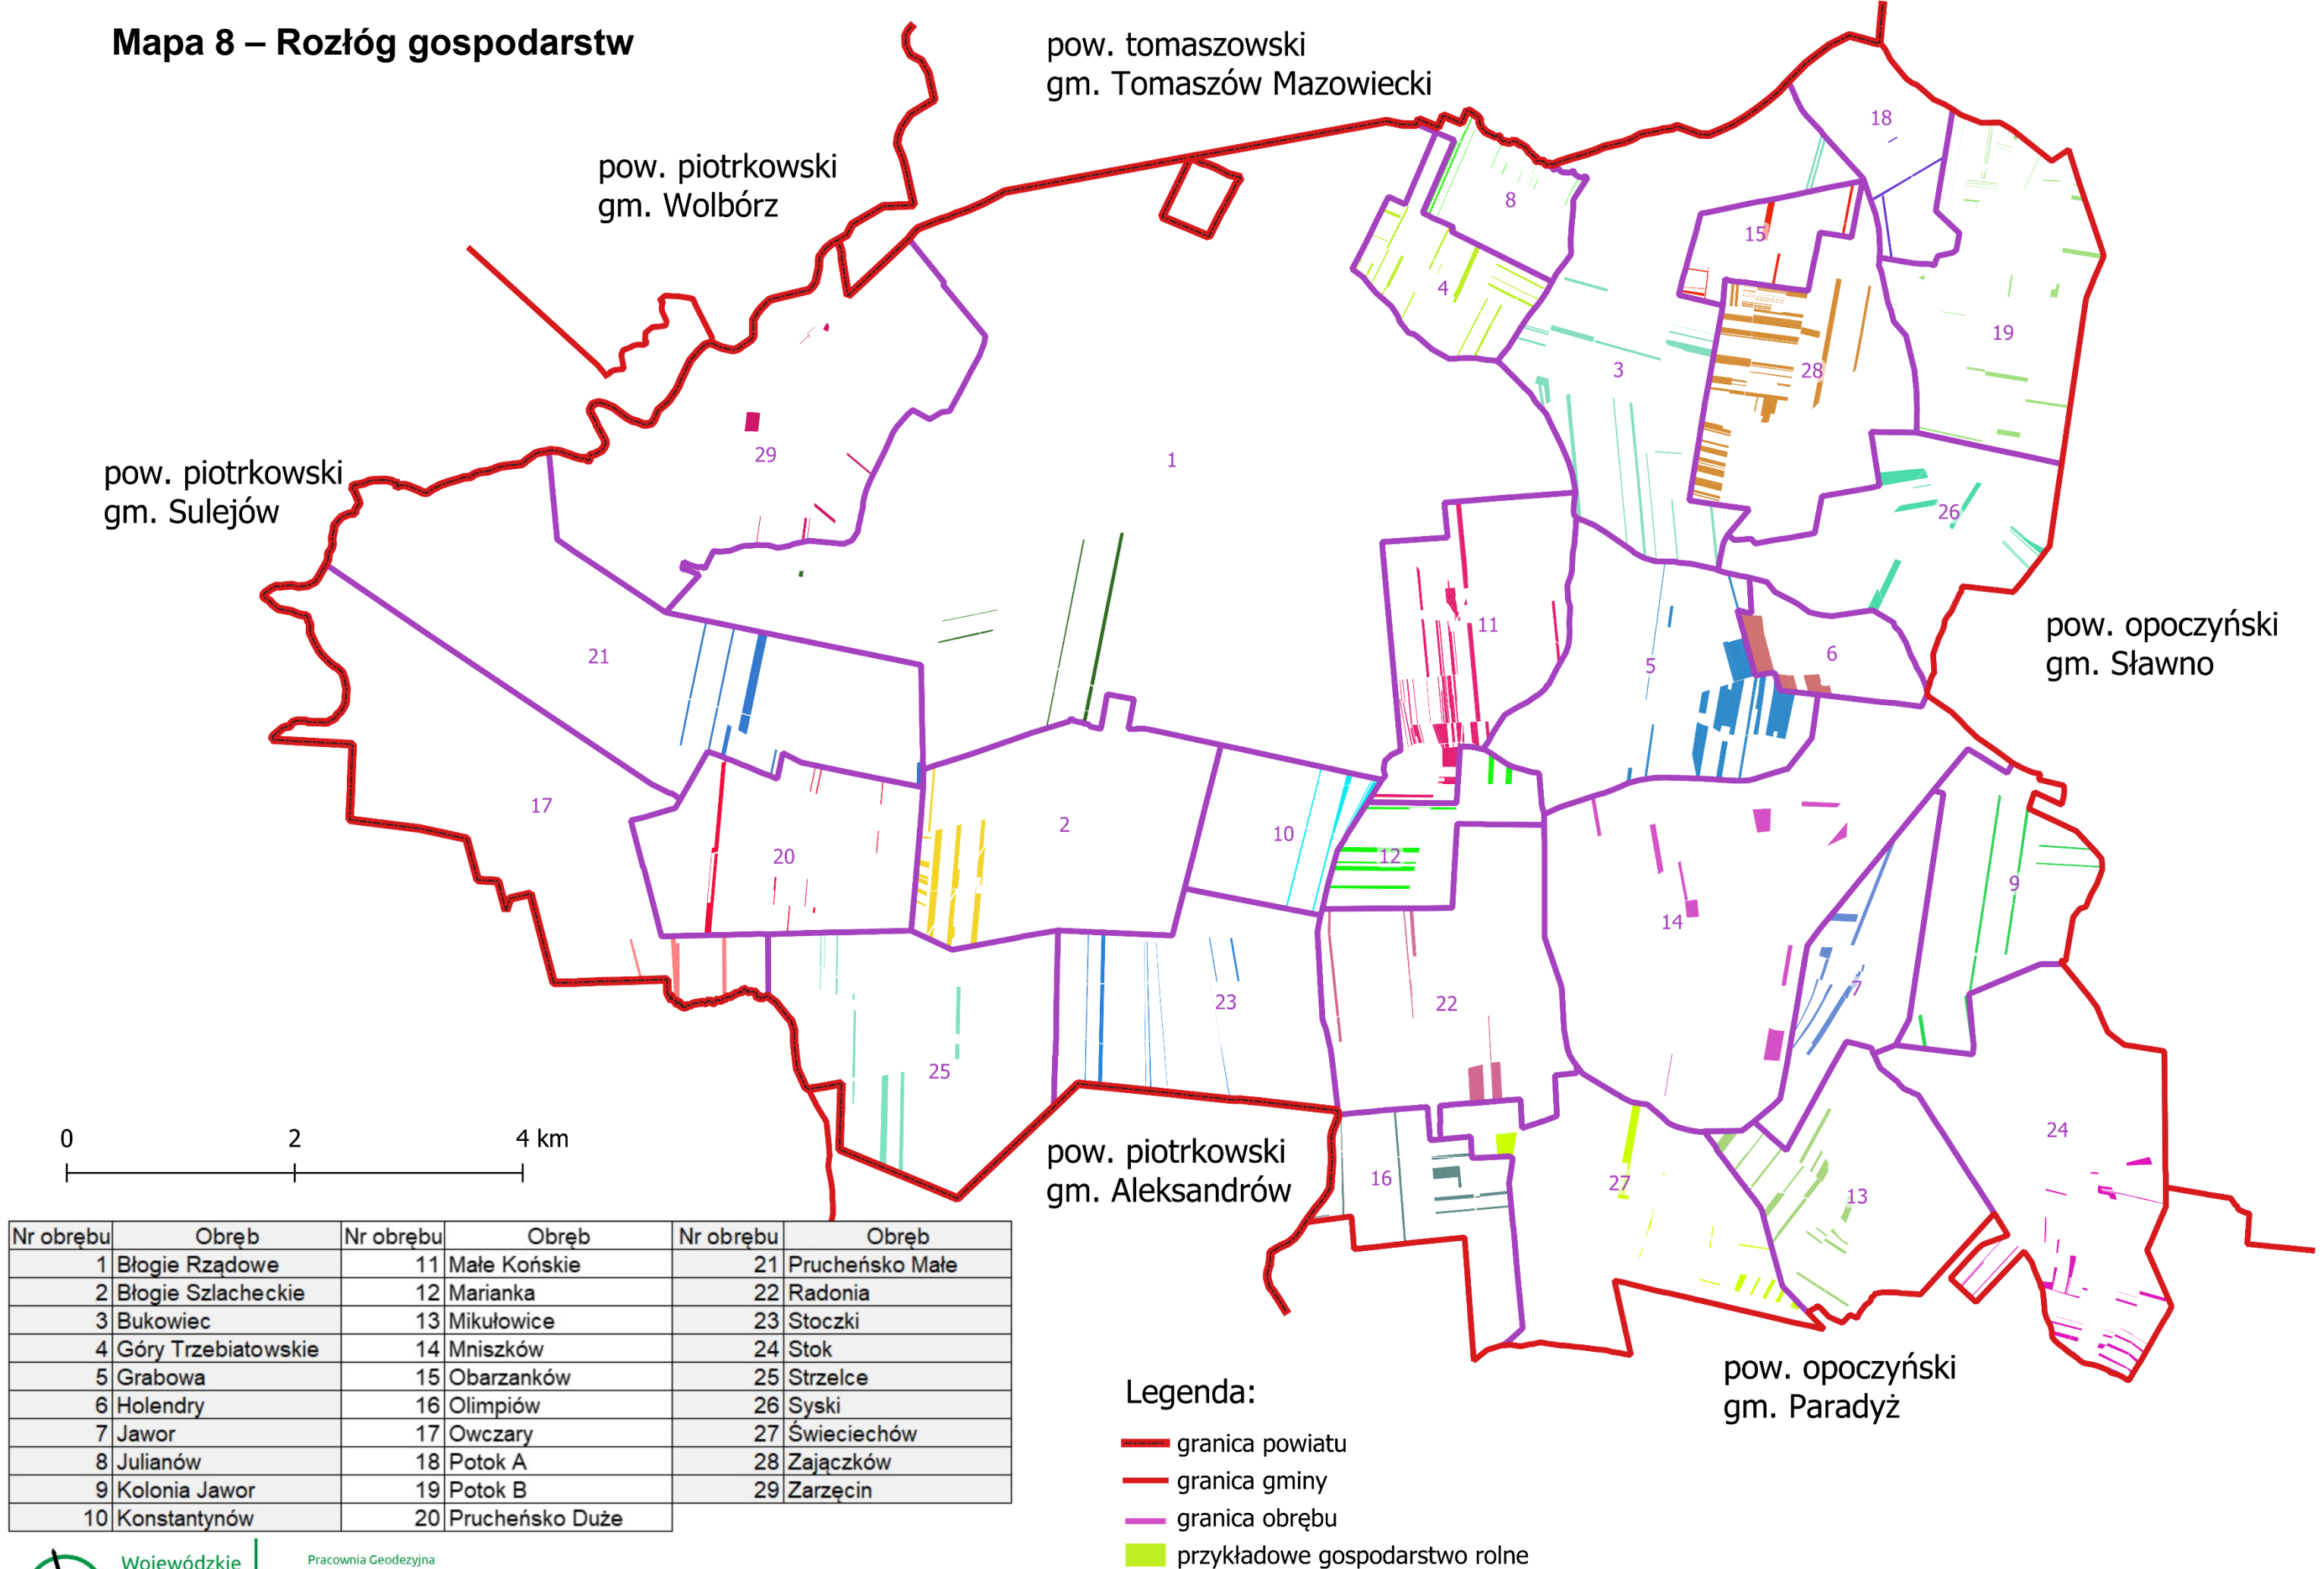 Mapa 8 – Rozłóg gospodarstw
pow. tomaszowski
gm. Tomaszów Mazowiecki
pow. piotrkowski
gm. Wolbórz
pow. piotrkowski
gm. Sulejów
pow. opoczyński
gm. Sławno
pow. piotrkowski
gm. Aleksandrów
pow. opoczyński
gm. Paradyż
18
8
15
4
19
3
28
29
1
26
11
21
5
6
17
2
10
20
12
9
14
7
23
22
25
24
16
27
13
0 2 4 km
Nr obrębu Obręb Nr obrębu Obręb Nr obrębu Obręb
1 Błogie Rządowe 11 Małe Końskie 21 Prucheńsko Małe
2 Błogie Szlacheckie 12 Marianka 22 Radonia
3 Bukowiec 13 Mikułowice 23 Stoczki
4 Góry Trzebiatowskie 14 Mniszków 24 Stok
5 Grabowa 15 Obarzanków 25 Strzelce
6 Holendry 16 Olimpiów 26 Syski
7 Jawor 17 Owczary 27 Świeciechów
8 Julianów 18 Potok A 28 Zajączków
9 Kolonia Jawor 19 Potok B 29 Zarzęcin
10 Konstantynów 20 Prucheńsko Duże
Legenda:
granica powiatu
granica gminy
granica obrębu
przykładowe gospodarstwo rolne
Wojewódzkie
Pracownia Geodezyjna